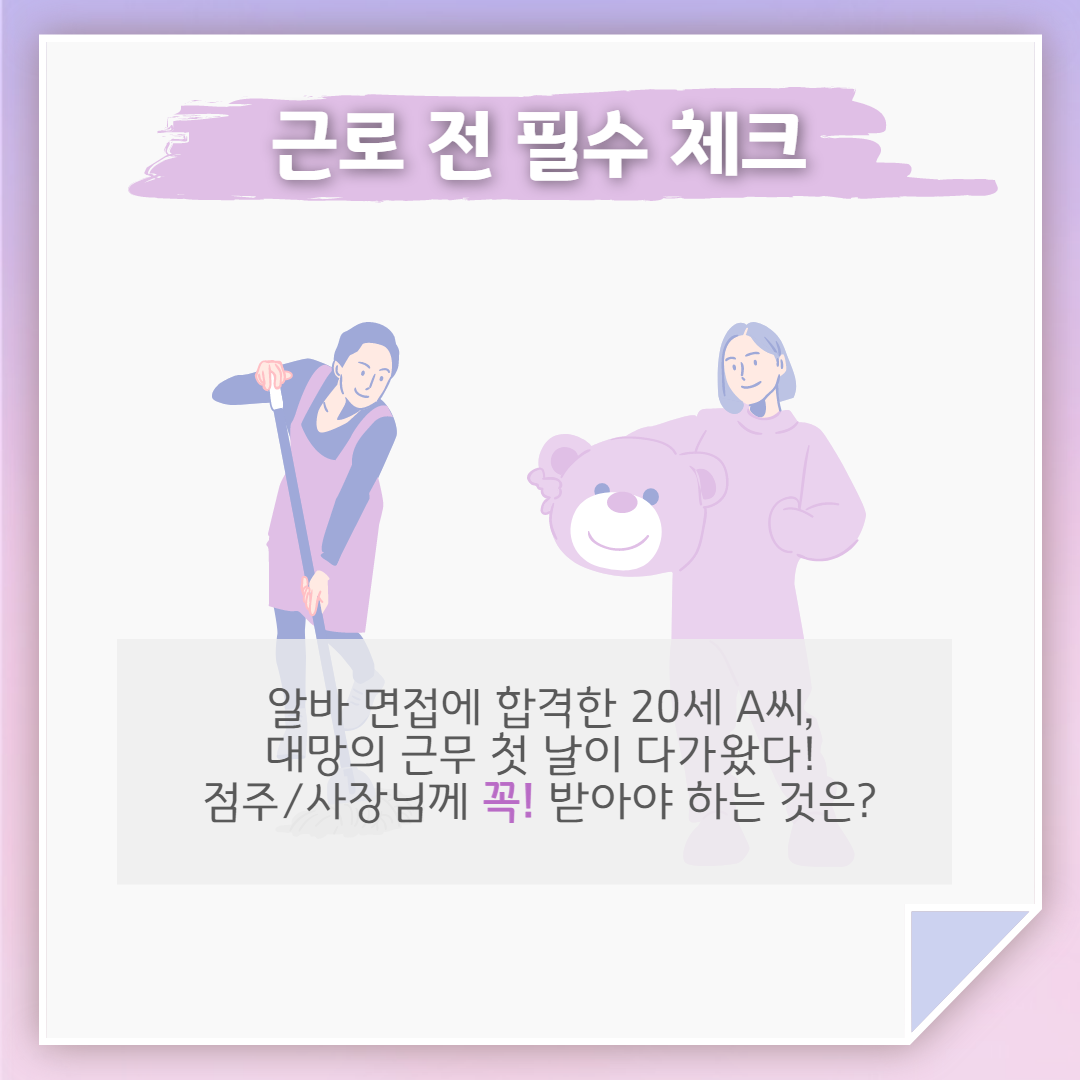 근로 전 필수 체크
알바 면접에 합격한 20세 A씨,
대망의 근무 첫 날이 다가왔다!
점주/사장님께 꼭! 받아야 하는 것은?